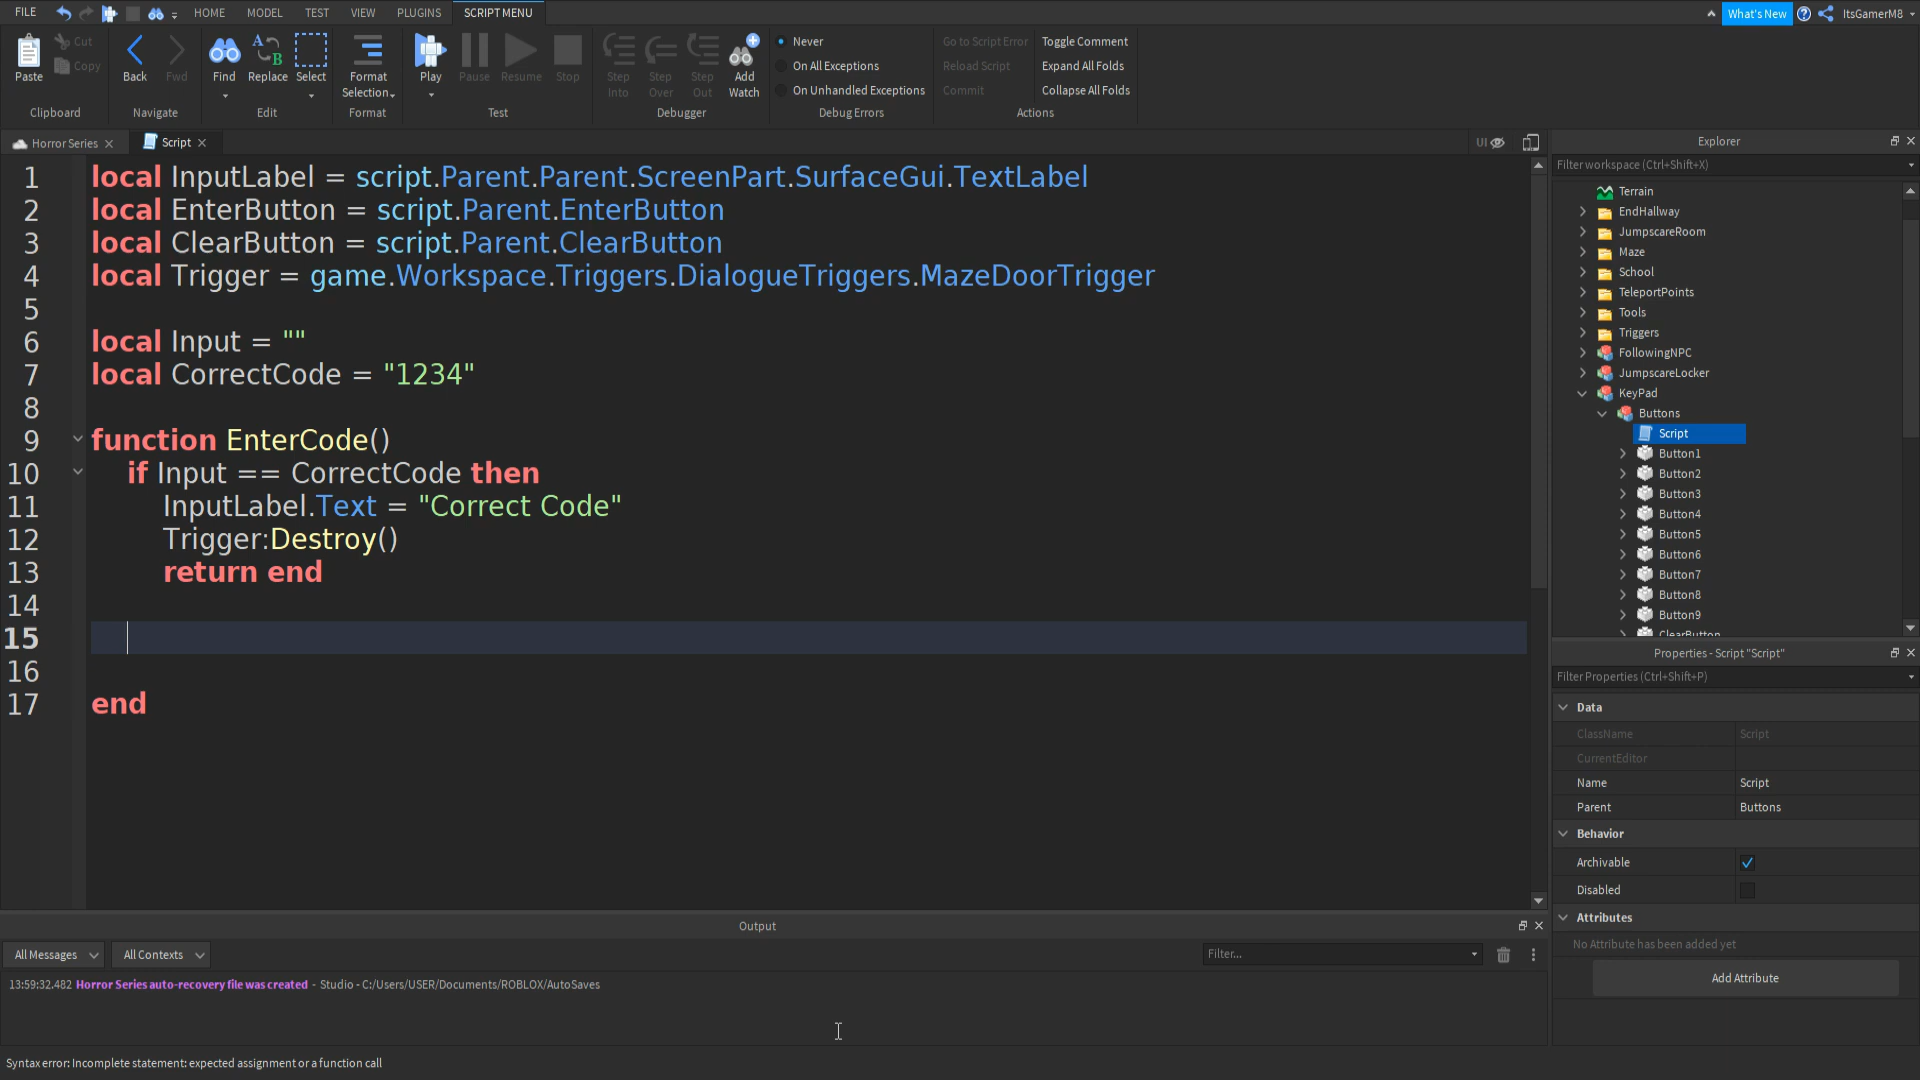 FILE HOME MODEL TEST VIEW PLUGINS SCRIPT MENU What's New ItsGamerM8
Paste Cut Copy Clipboard
Back Fwd Navigate
Find Replace Select Edit
Format Selection Format
Play Pause Resume Stop Test
Step Into Step Over Step Out Add Watch Debugger
Never
On All Exceptions
On Unhandled Exceptions
Debug Errors
Go to Script Error Toggle Comment
Reload Script Expand All Folds
Commit Collapse All Folds
Actions
Horror Series Script UI
1 local InputLabel = script.Parent.Parent.ScreenPart.SurfaceGui.TextLabel
2 local EnterButton = script.Parent.EnterButton
3 local ClearButton = script.Parent.ClearButton
4 local Trigger = game.Workspace.Triggers.DialogueTriggers.MazeDoorTrigger
5
6 local Input = ""
7 local CorrectCode = "1234"
8
9 function EnterCode()
10 if Input == CorrectCode then
11 InputLabel.Text = "Correct Code"
12 Trigger:Destroy()
13 return end
14
15
16
17 end
Explorer
Filter workspace (Ctrl+Shift+X)
Terrain
EndHallway
JumpscareRoom
Maze
School
TeleportPoints
Tools
Triggers
FollowingNPC
JumpscareLocker
KeyPad
Buttons
Script
Button1
Button2
Button3
Button4
Button5
Button6
Button7
Button8
Button9
ClearButton
Properties - Script "Script"
Filter Properties (Ctrl+Shift+P)
Data
ClassName Script
CurrentEditor
Name Script
Parent Buttons
Behavior
Archivable
Disabled
Attributes
No Attribute has been added yet
Add Attribute
Output
All Messages All Contexts Filter...
13:59:32.482 Horror Series auto-recovery file was created - Studio - C:/Users/USER/Documents/ROBLOX/AutoSaves
Syntax error: Incomplete statement: expected assignment or a function call